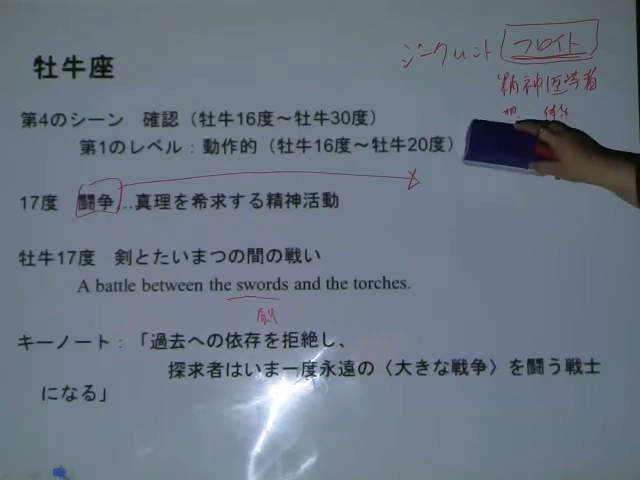 牡牛座
ジークムント フロイト
精神医学者
第4のシーン 確認（牡牛16度～牡牛30度）
第1のレベル：動作的（牡牛16度～牡牛20度）
17度 闘争…真理を希求する精神活動
牡牛17度 剣とたいまつの間の戦い
A battle between the swords and the torches.
キーノート：「過去への依存を拒絶し、
探求者はいま一度永遠の〈大きな戦争〉を闘う戦士
になる」